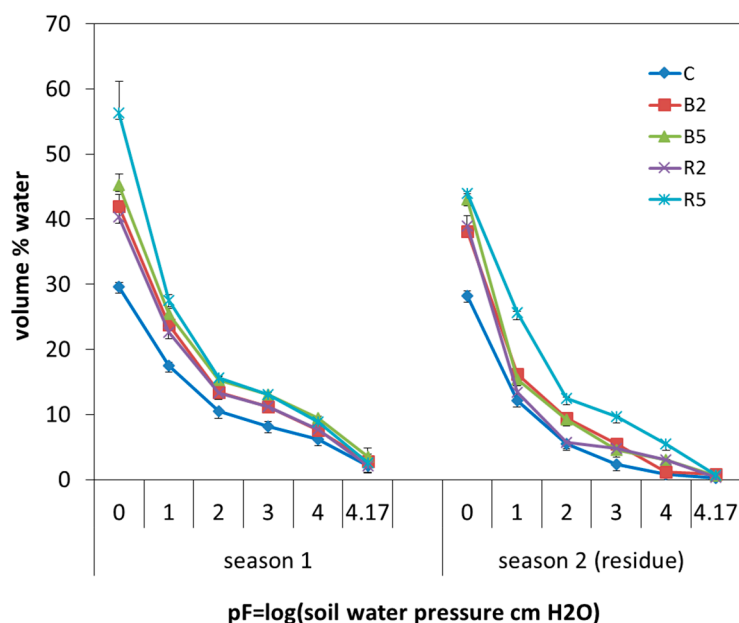 70
60
50
40
30
20
10
0
volume % water
C
B2
B5
R2
R5
0 1 2 3 4 4.17 0 1 2 3 4 4.17
season 1 season 2 (residue)
pF=log(soil water pressure cm H2O)